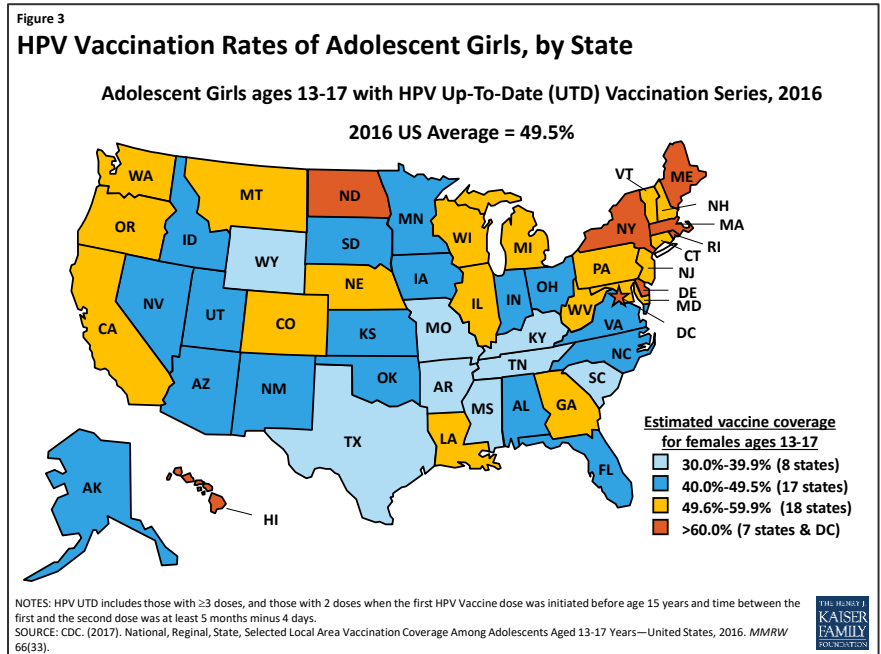 Figure 3
HPV Vaccination Rates of Adolescent Girls, by State
Adolescent Girls ages 13-17 with HPV Up-To-Date (UTD) Vaccination Series, 2016
2016 US Average = 49.5%
WA
OR
CA
ID
NV
MT
WY
UT
AZ
CO
NM
ND
SD
NE
KS
OK
TX
MN
IA
MO
AR
LA
WI
IL
MS
MI
IN
OH
KY
TN
AL
GA
FL
SC
NC
VA
WV
PA
NY
VT
ME
NH
MA
RI
CT
NJ
DE
MD
DC
AK
HI
Estimated vaccine coverage
for females ages 13-17
30.0%-39.9% (8 states)
40.0%-49.5% (17 states)
49.6%-59.9% (18 states)
>60.0% (7 states & DC)
NOTES: HPV UTD includes those with ≥3 doses, and those with 2 doses when the first HPV Vaccine dose was initiated before age 15 years and time between the
first and the second dose was at least 5 months minus 4 days.
SOURCE: CDC. (2017). National, Reginal, State, Selected Local Area Vaccination Coverage Among Adolescents Aged 13-17 Years—United States, 2016. MMRW
66(33).
THE HENRY J.
KAISER
FAMILY
FOUNDATION